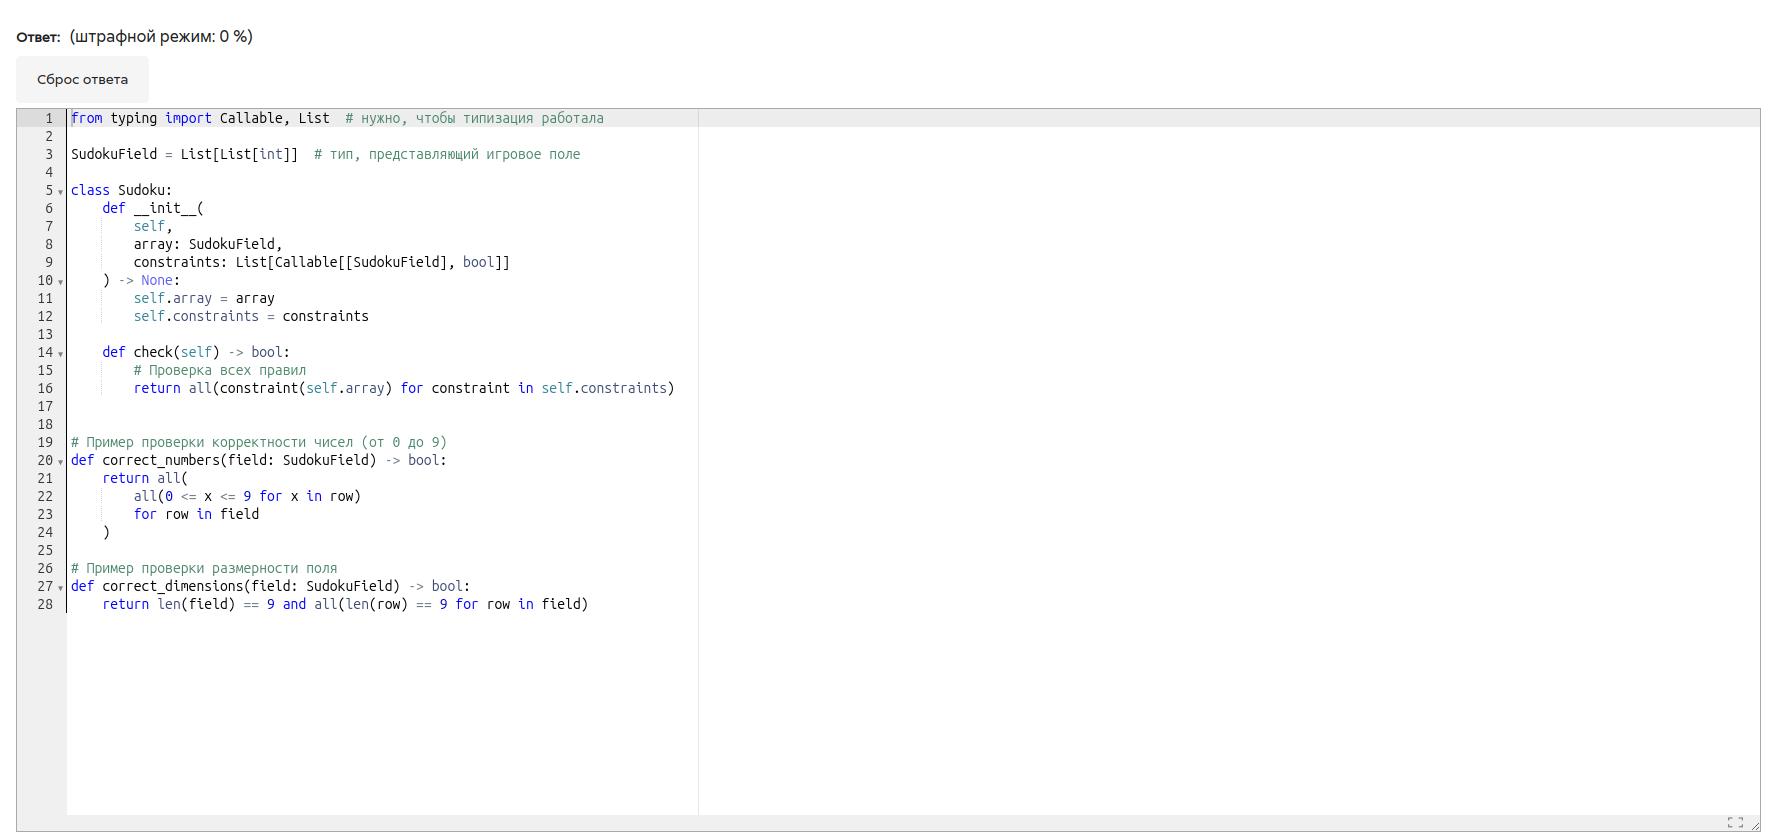 Ответ: (штрафной режим: 0 %)
Сброс ответа
1 from typing import Callable, List  # нужно, чтобы типизация работала
2
3 SudokuField = List[List[int]]  # тип, представляющий игровое поле
4
5 class Sudoku:
6     def __init__(
7         self,
8         array: SudokuField,
9         constraints: List[Callable[[SudokuField], bool]]
10     ) -> None:
11         self.array = array
12         self.constraints = constraints
13
14     def check(self) -> bool:
15         # Проверка всех правил
16         return all(constraint(self.array) for constraint in self.constraints)
17
18
19 # Пример проверки корректности чисел (от 0 до 9)
20 def correct_numbers(field: SudokuField) -> bool:
21     return all(
22         all(0 <= x <= 9 for x in row)
23         for row in field
24     )
25
26 # Пример проверки размерности поля
27 def correct_dimensions(field: SudokuField) -> bool:
28     return len(field) == 9 and all(len(row) == 9 for row in field)